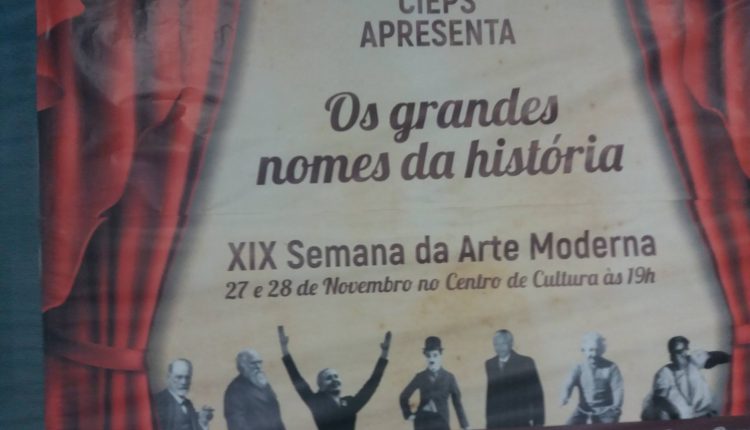 CIEPS
APRESENTA
Os grandes
nomes da história
XIX Semana da Arte Moderna
27 e 28 de Novembro no Centro de Cultura às 19h